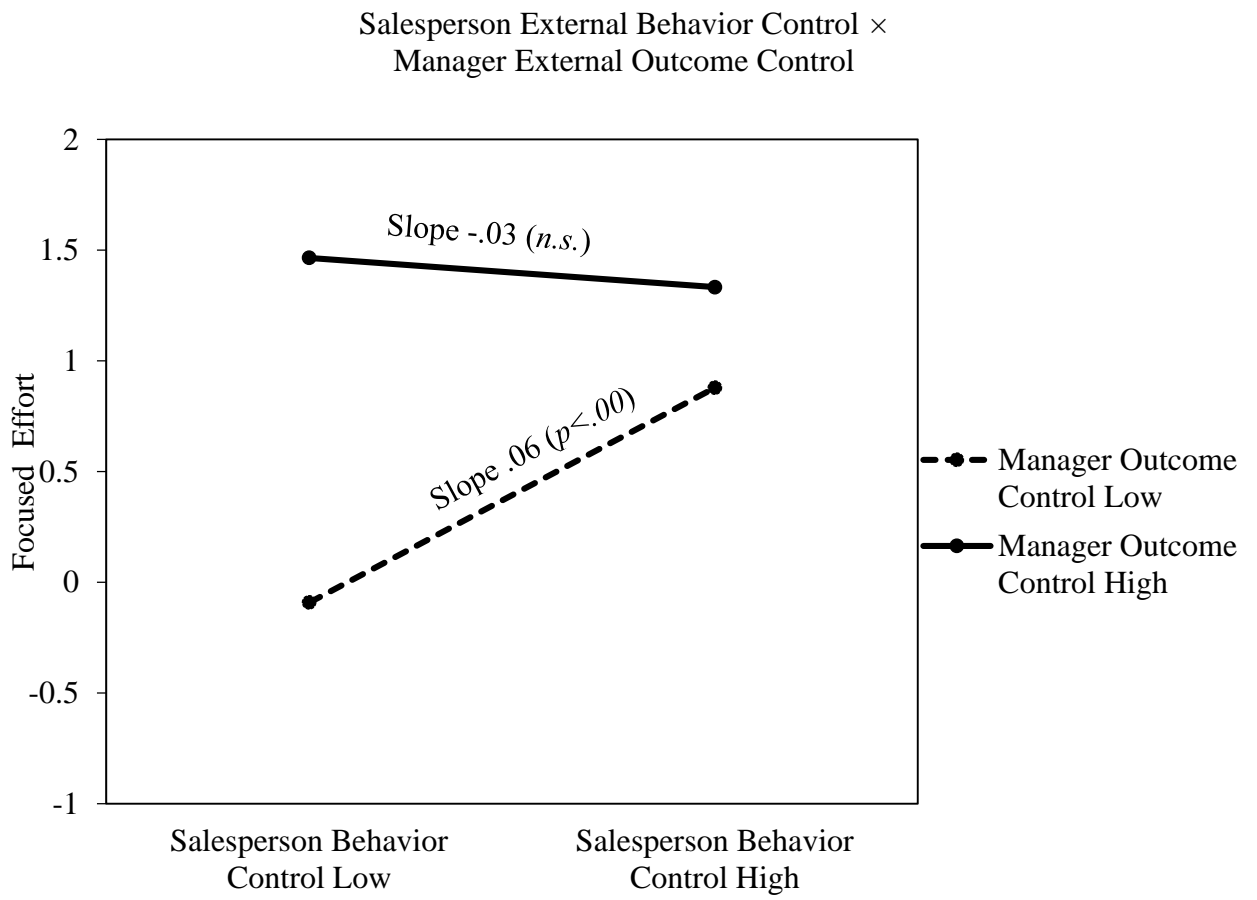 Salesperson External Behavior Control ×
Manager External Outcome Control
2
1.5
1
0.5
0
-0.5
-1
Focused Effort
Slope -.03 (n.s.)
Slope .06 (p<.00)
Salesperson Behavior
Control Low
Salesperson Behavior
Control High
Manager Outcome
Control Low
Manager Outcome
Control High